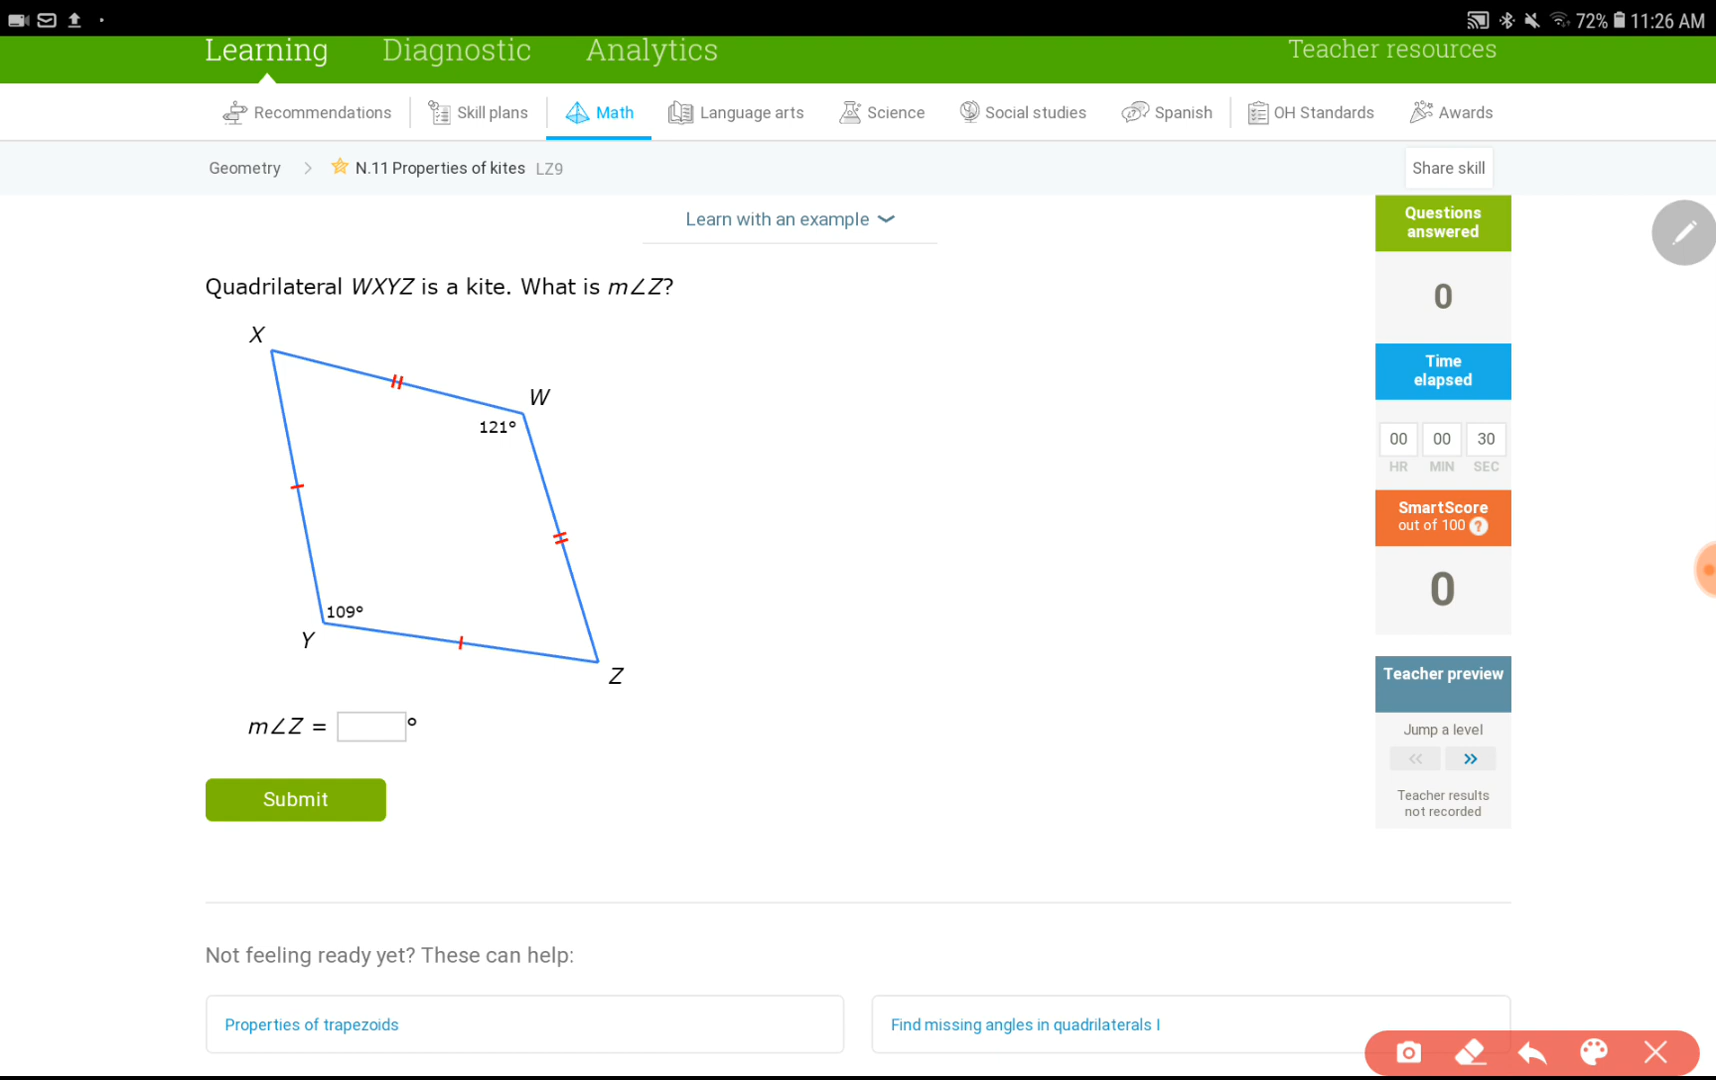 72% 11:26 AM
Learning Diagnostic Analytics Teacher resources
Recommendations Skill plans Math Language arts Science Social studies Spanish OH Standards Awards
Geometry N.11 Properties of kites LZ9 Share skill
Learn with an example
Questions
answered
0
Time
elapsed
00 00 30
HR MIN SEC
SmartScore
out of 100 ?
0
Teacher preview
Jump a level
Teacher results
not recorded
Quadrilateral WXYZ is a kite. What is m∠Z?
X
W
121°
109°
Y
Z
m∠Z = °
Submit
Not feeling ready yet? These can help:
Properties of trapezoids
Find missing angles in quadrilaterals I